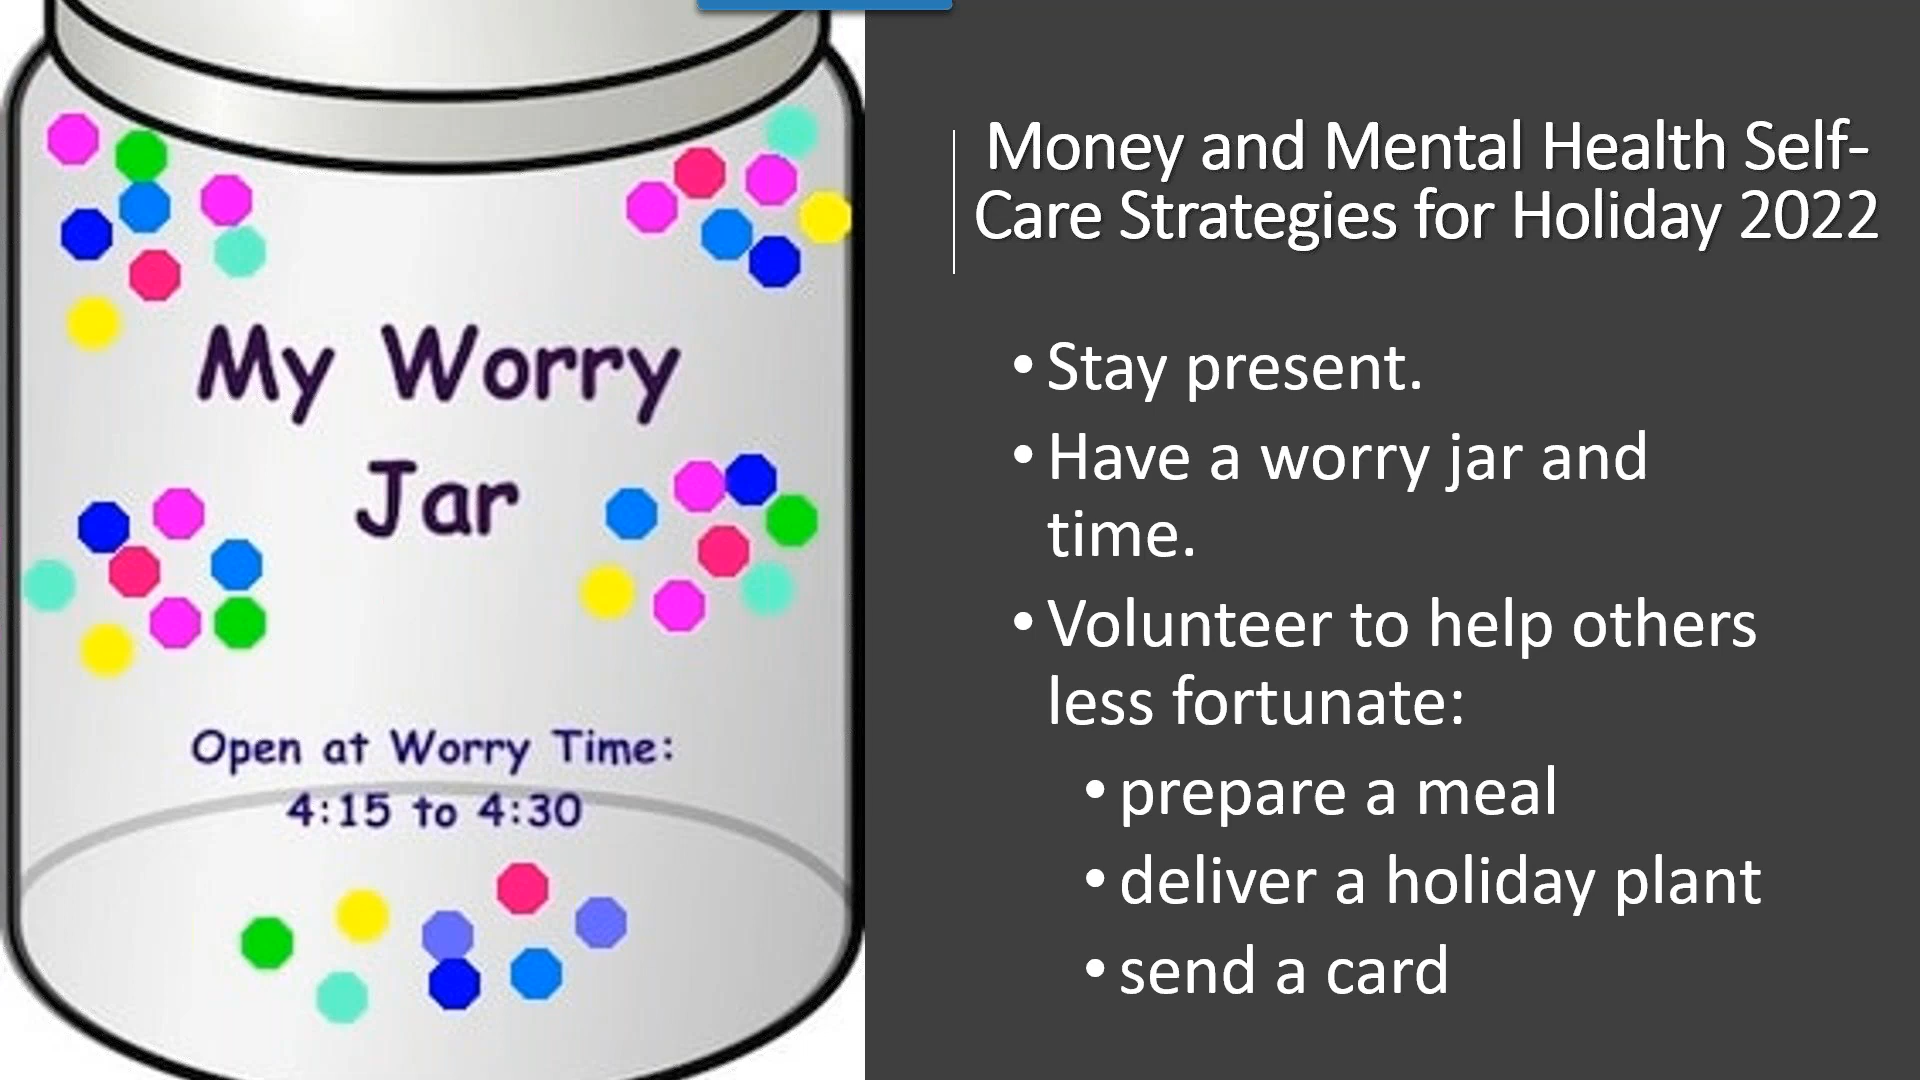 My Worry
Jar
Open at Worry Time:
4:15 to 4:30
Money and Mental Health Self-
Care Strategies for Holiday 2022
• Stay present.
• Have a worry jar and
time.
• Volunteer to help others
less fortunate:
• prepare a meal
• deliver a holiday plant
• send a card